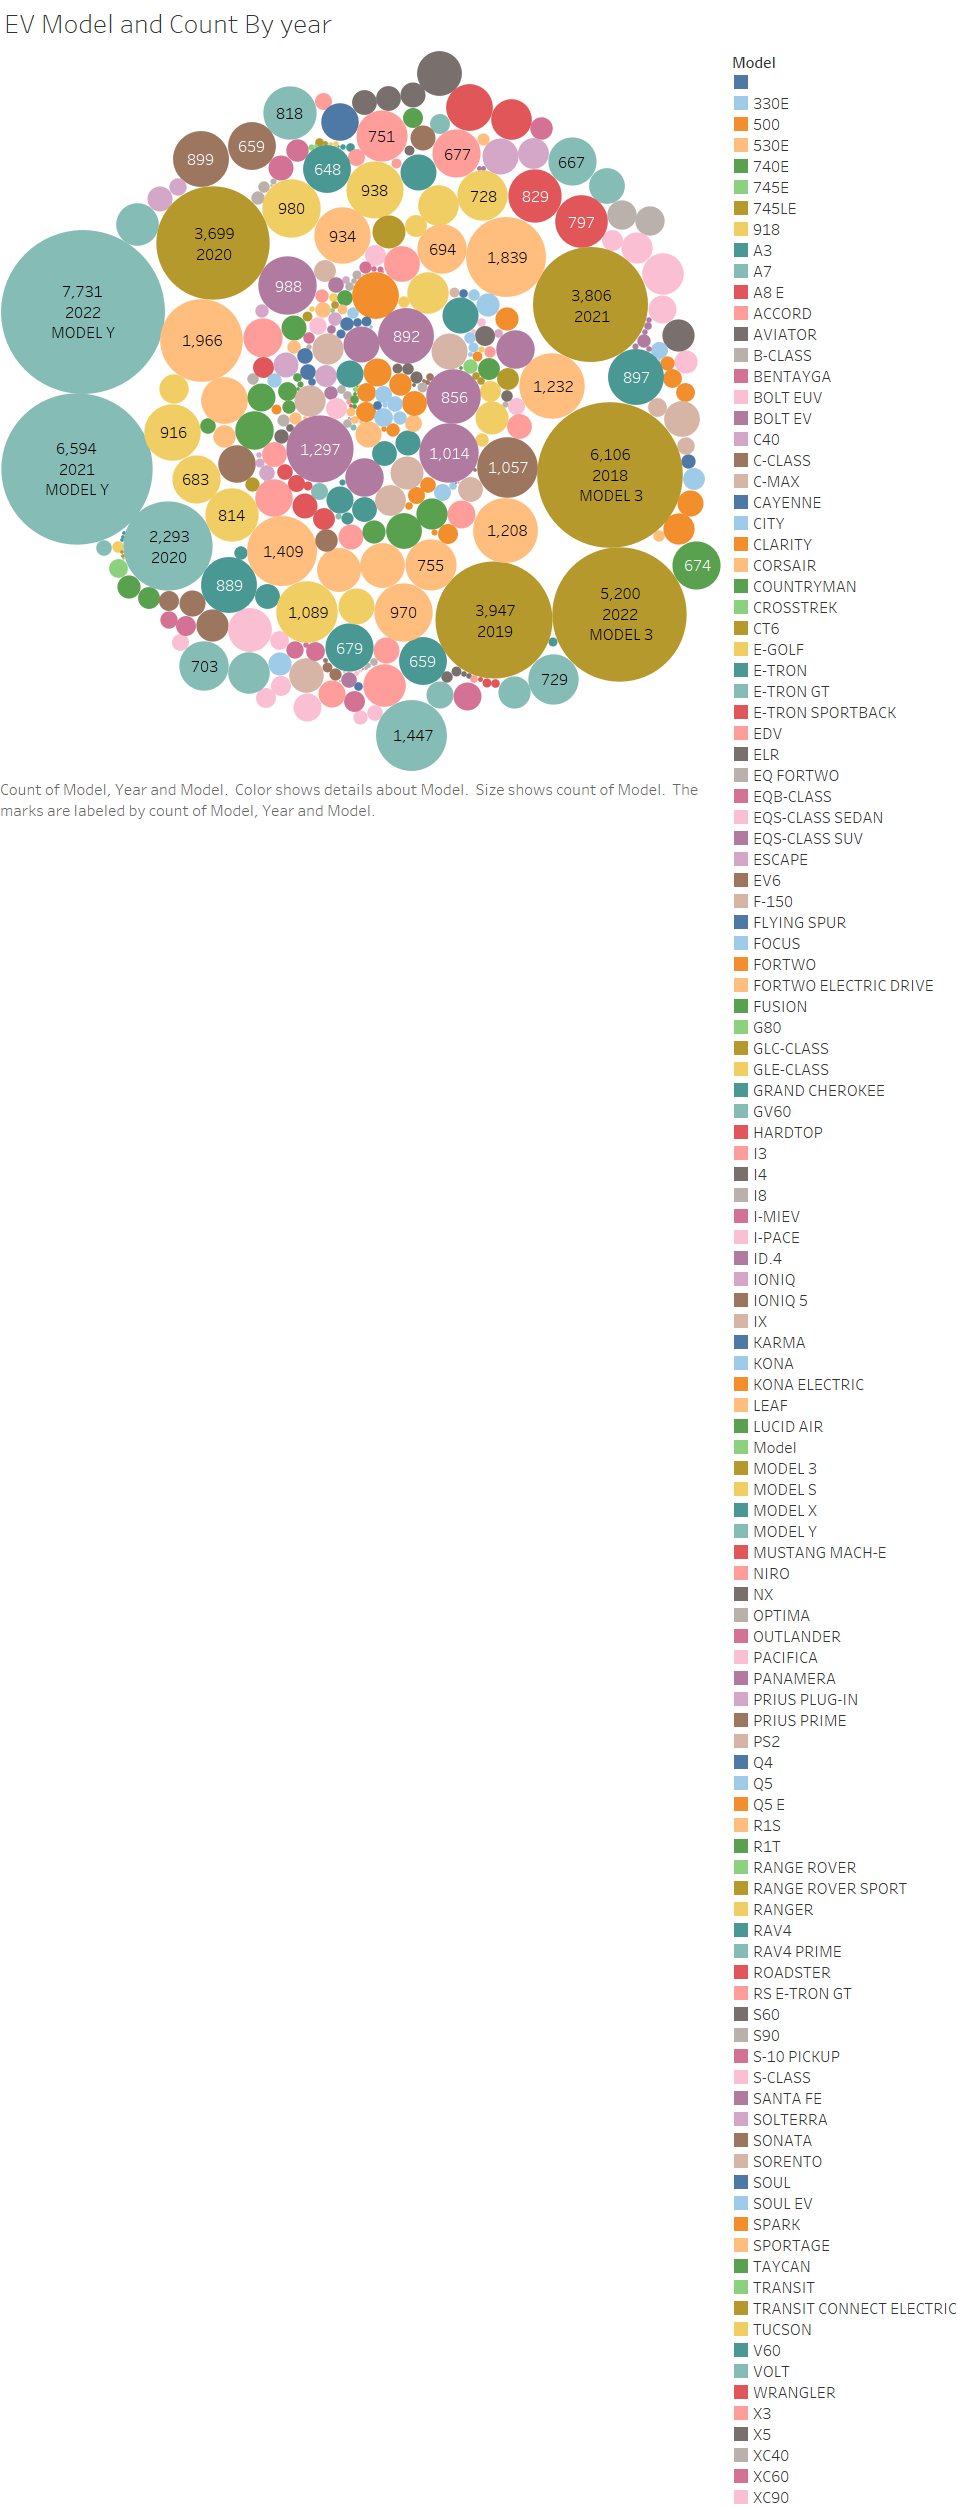 EV Model and Count By year
818
751
899
659
648
677
667
938
980
728
829
797
934
694
1,839
3,699
2020
988
3,806
2021
7,731
2022
MODEL Y
1,966
892
897
856
1,232
916
1,297
1,014
1,057
6,594
2021
MODEL Y
6,106
2018
MODEL 3
683
814
1,208
2,293
2020
1,409
755
674
889
1,089
970
3,947
2019
5,200
2022
MODEL 3
679
659
703
729
1,447
Count of Model, Year and Model. Color shows details about Model. Size shows count of Model. The
marks are labeled by count of Model, Year and Model.
Model
330E
500
530E
740E
745E
745LE
918
A3
A7
A8 E
ACCORD
AVIATOR
B-CLASS
BENTAYGA
BOLT EUV
BOLT EV
C40
C-CLASS
C-MAX
CAYENNE
CITY
CLARITY
CORSAIR
COUNTRYMAN
CROSSTREK
CT6
E-GOLF
E-TRON
E-TRON GT
E-TRON SPORTBACK
EDV
ELR
EQ FORTWO
EQB-CLASS
EQS-CLASS SEDAN
EQS-CLASS SUV
ESCAPE
EV6
F-150
FLYING SPUR
FOCUS
FORTWO
FORTWO ELECTRIC DRIVE
FUSION
G80
GLC-CLASS
GLE-CLASS
GRAND CHEROKEE
GV60
HARDTOP
I3
I4
I8
I-MIEV
I-PACE
ID.4
IONIQ
IONIQ 5
IX
KARMA
KONA
KONA ELECTRIC
LEAF
LUCID AIR
Model
MODEL 3
MODEL S
MODEL X
MODEL Y
MUSTANG MACH-E
NIRO
NX
OPTIMA
OUTLANDER
PACIFICA
PANAMERA
PRIUS PLUG-IN
PRIUS PRIME
PS2
Q4
Q5
Q5 E
R1S
R1T
RANGE ROVER
RANGE ROVER SPORT
RANGER
RAV4
RAV4 PRIME
ROADSTER
RS E-TRON GT
S60
S90
S-10 PICKUP
S-CLASS
SANTA FE
SOLTERRA
SONATA
SORENTO
SOUL
SOUL EV
SPARK
SPORTAGE
TAYCAN
TRANSIT
TRANSIT CONNECT ELECTRIC
TUCSON
V60
VOLT
WRANGLER
X3
X5
XC40
XC60
XC90